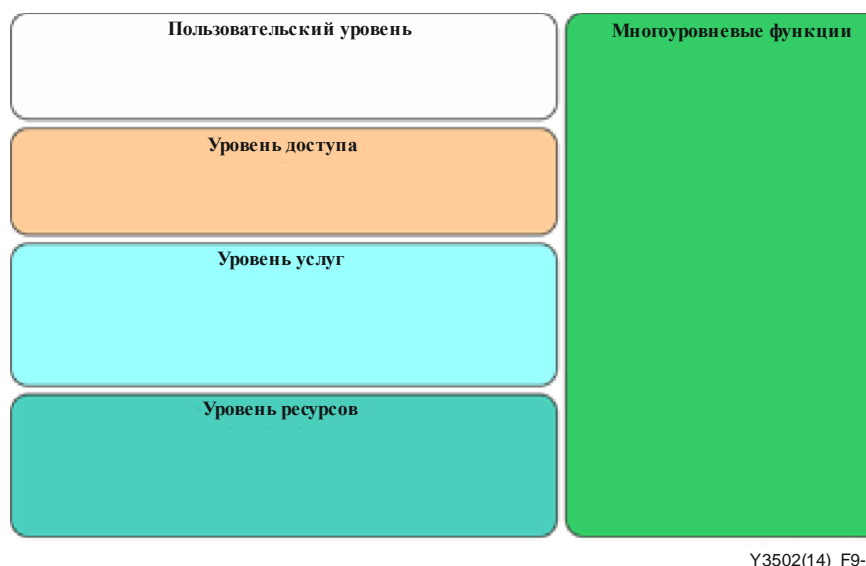 Пользовательский уровень
Многоуровневые функции
Уровень доступа
Уровень услуг
Уровень ресурсов
Y3502(14)_F9-